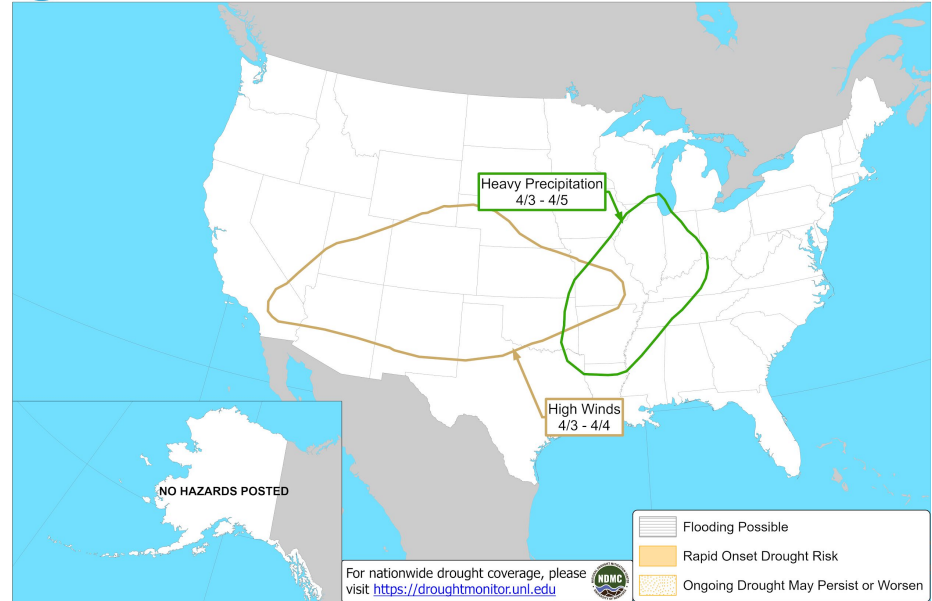 Heavy Precipitation
4/3 - 4/5
High Winds
4/3 - 4/4
NO HAZARDS POSTED
For nationwide drought coverage, please
visit https://droughtmonitor.unl.edu
NDMC
Flooding Possible
Rapid Onset Drought Risk
Ongoing Drought May Persist or Worsen